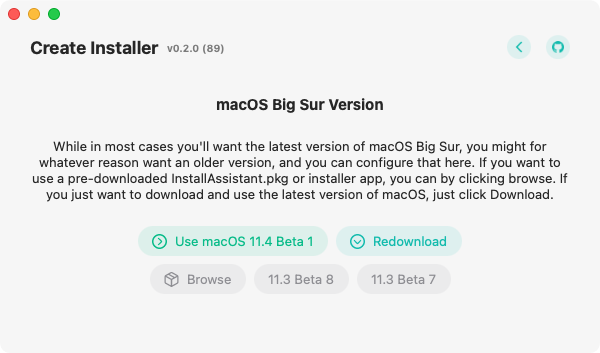 Create Installer v0.2.0 (89)
macOS Big Sur Version
While in most cases you'll want the latest version of macOS Big Sur, you might for
whatever reason want an older version, and you can configure that here. If you want to
use a pre-downloaded InstallAssistant.pkg or installer app, you can by clicking browse. If
you just want to download and use the latest version of macOS, just click Download.
Use macOS 11.4 Beta 1 Redownload
Browse 11.3 Beta 8 11.3 Beta 7